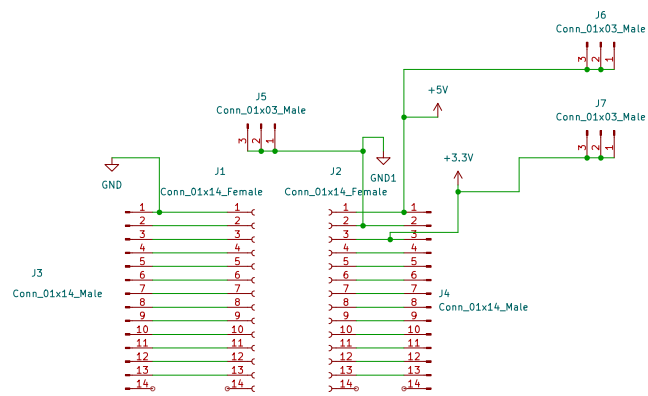 J6
Conn_01x03_Male
3 2 1
+5V
J5
Conn_01x03_Male
3 2 1
J7
Conn_01x03_Male
3 2 1
+3.3V
GND
GND1
J1
Conn_01x14_Female
J2
Conn_01x14_Female
1 1 1 1
2 2 2 2
3 3 3 3
4 4 4 4
5 5 5 5
6 6 6 6
7 7 7 7
8 8 8 8
9 9 9 9
10 10 10 10
11 11 11 11
12 12 12 12
13 13 13 13
14 14 14 14
J3
Conn_01x14_Male
J4
Conn_01x14_Male